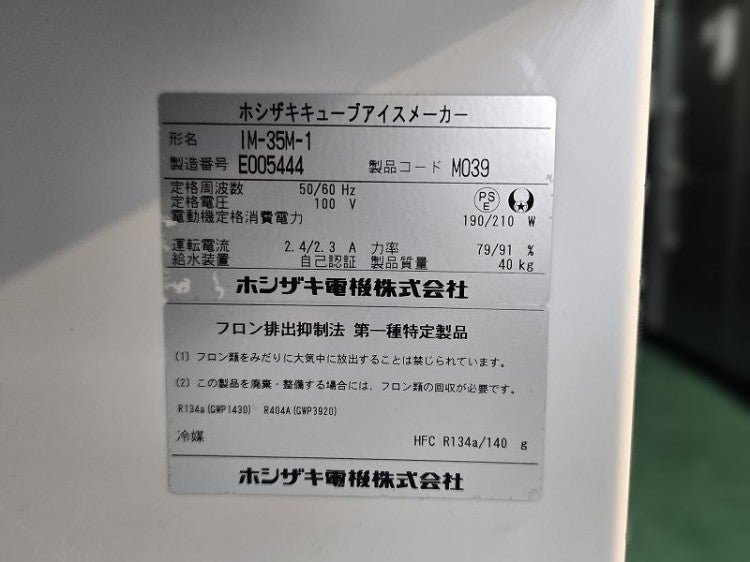 ホシザキキューブアイスメーカー
形名 IM-35M-1
製造番号 E005444 製品コード M039
定格周波数 50/60 Hz
定格電圧 100 V
PS E
電動機定格消費電力 190/210 W
運転電流 2.4/2.3 A 力率 79/91 %
給水装置 自己認証 製品質量 40 kg
ホシザキ電機株式会社
フロン排出抑制法 第一種特定製品
(1) フロン類をみだりに大気中に放出することは禁じられています。
(2) この製品を廃棄・整備する場合には、フロン類の回収が必要です。
R134a(GWP1430) R404A(GWP3920)
冷媒 HFC R134a/140 g
ホシザキ電機株式会社